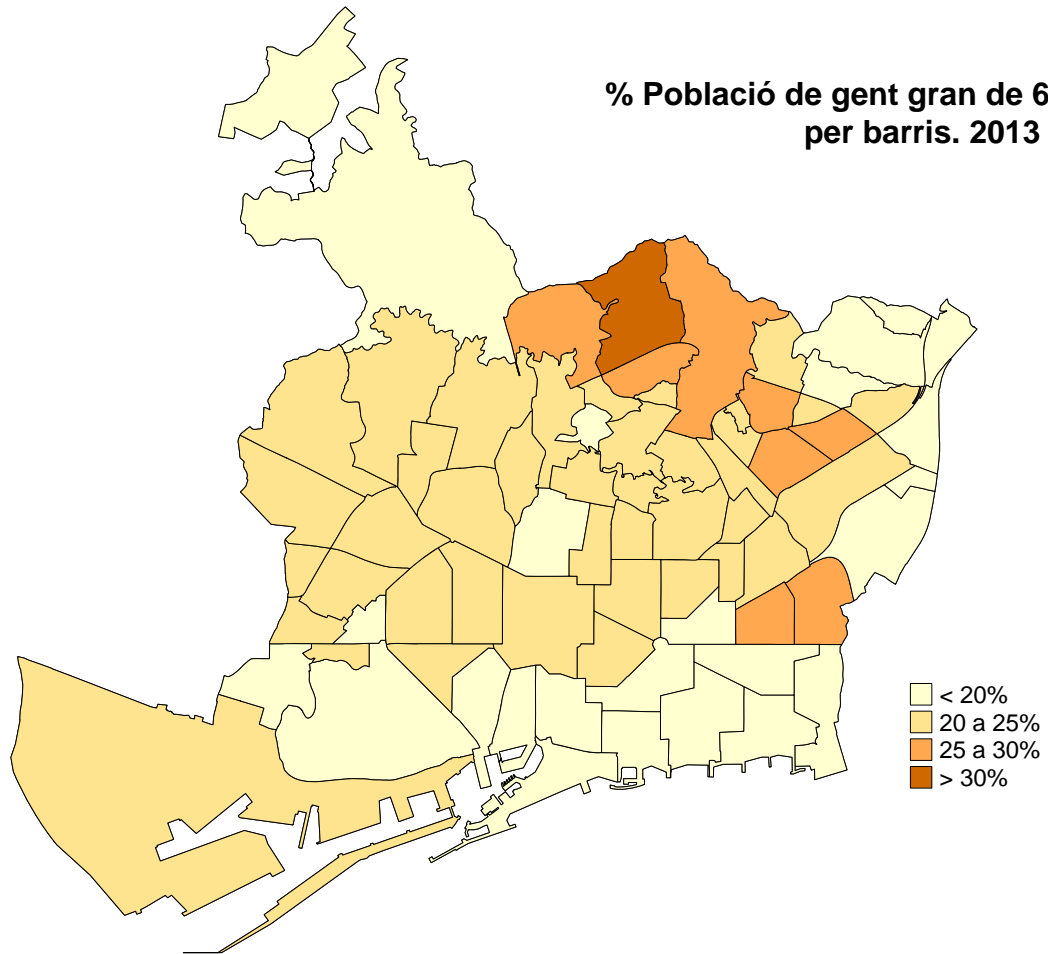 % Població de gent gran de 6
per barris. 2013
< 20%
20 a 25%
25 a 30%
> 30%